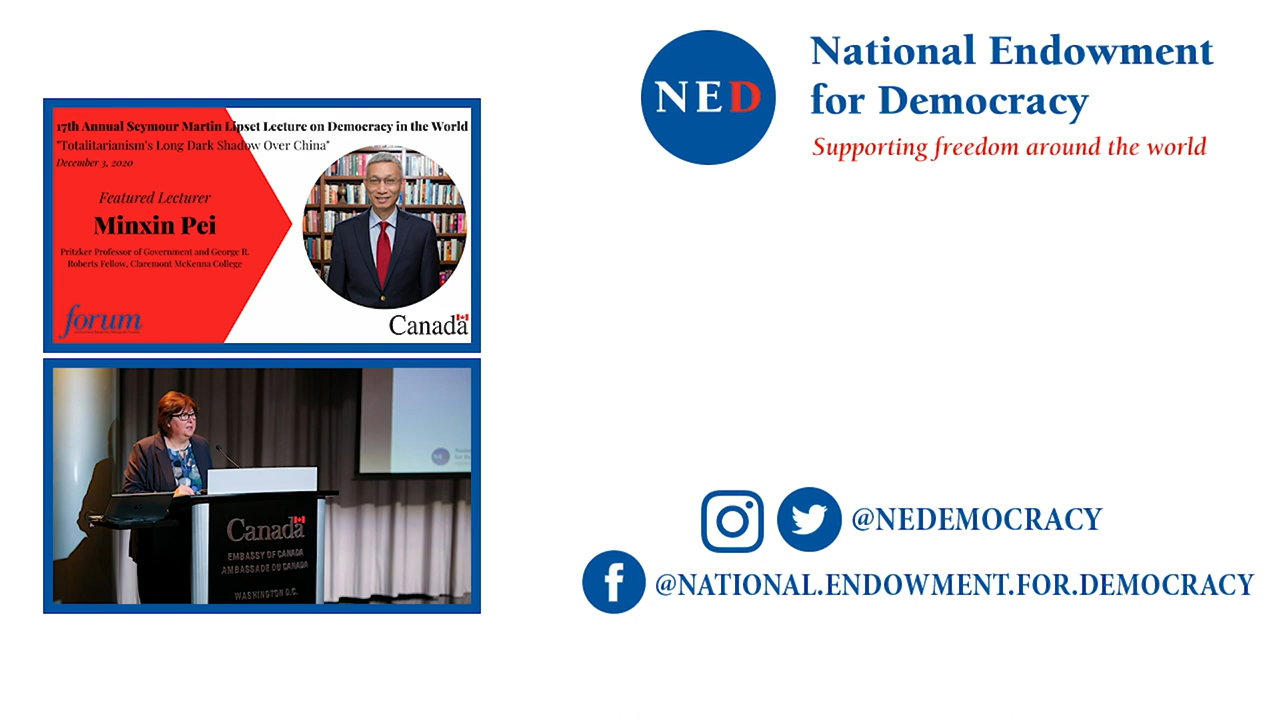 17th Annual Seymour Martin Lipset Lecture on Democracy in the World
"Totalitarianism's Long Dark Shadow Over China"
December 3, 2020
Featured Lecturer
Minxin Pei
Pritzker Professor of Government and George R.
Roberts Fellow, Claremont McKenna College
forum
Canada
Canada
EMBASSY OF CANADA
AMBASSADE DU CANADA
WASHINGTON D.C.
NED
National Endowment
for Democracy
Supporting freedom around the world
@NEDEMOCRACY
@NATIONAL.ENDOWMENT.FOR.DEMOCRACY